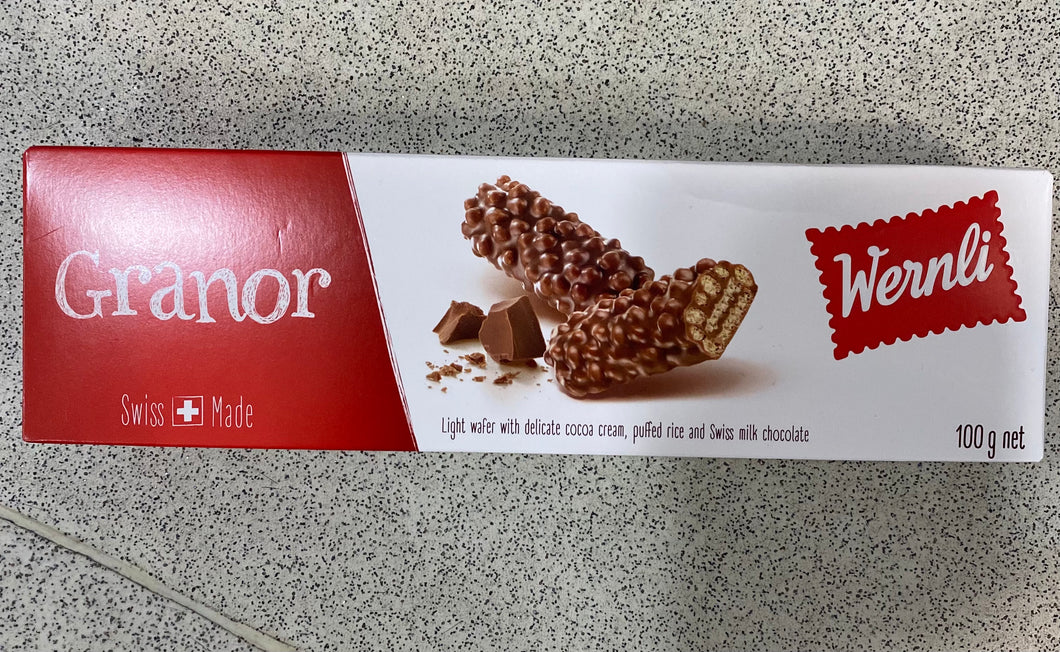 Granor
Swiss Made
Light wafer with delicate cocoa cream, puffed rice and Swiss milk chocolate
Wernli
100 g net